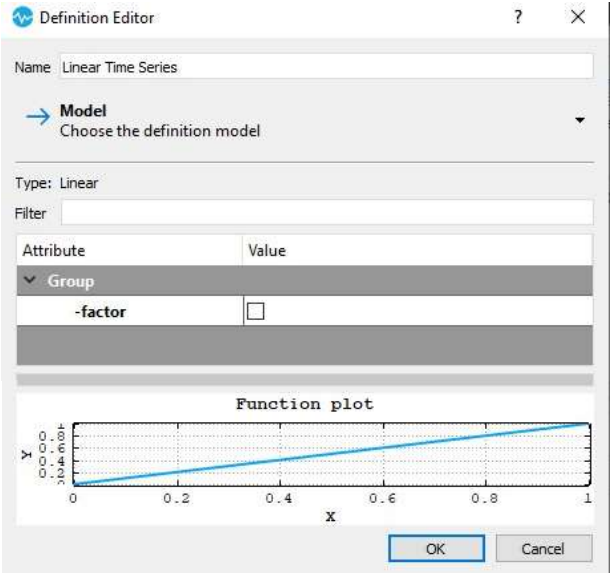 Definition Editor ? ×
Name Linear Time Series
Model
Choose the definition model
Type: Linear
Filter
Attribute Value
Group
-factor
Function plot
1
0.8
0.6
0.4
0.2
0
Y
0 0.2 0.4 0.6 0.8 1
X
OK Cancel